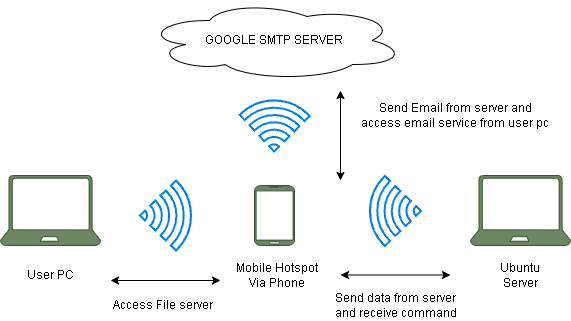 GOOGLE SMTP SERVER
Send Email from server and
access email service from user pc
User PC
Mobile Hotspot
Via Phone
Ubuntu
Server
Access File server
Send data from server
and receive command